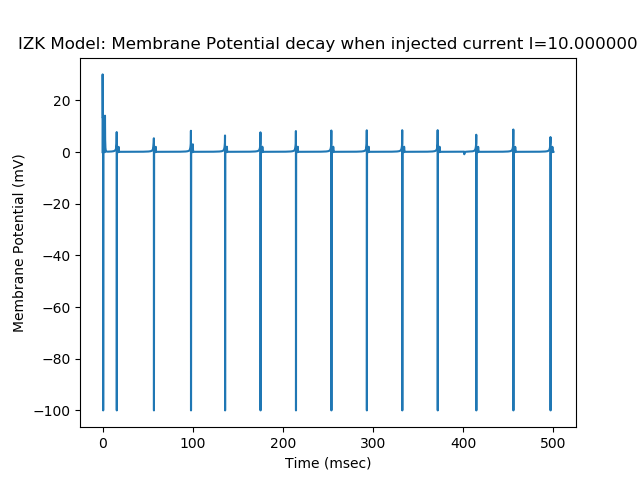 IZK Model: Membrane Potential decay when injected current I=10.000000
Membrane Potential (mV)
20
0
−20
−40
−60
−80
−100
0 100 200 300 400 500
Time (msec)